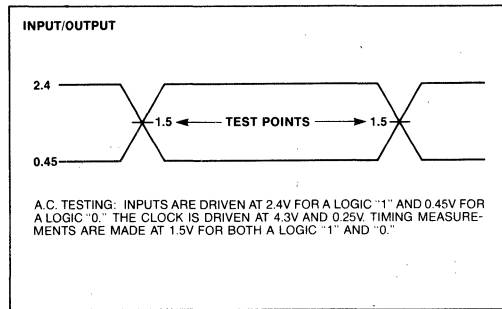 INPUT/OUTPUT
2.4
1.5 TEST POINTS 1.5
0.45
A.C. TESTING: INPUTS ARE DRIVEN AT 2.4V FOR A LOGIC "1" AND 0.45V FOR
A LOGIC "0." THE CLOCK IS DRIVEN AT 4.3V AND 0.25V. TIMING MEASURE-
MENTS ARE MADE AT 1.5V FOR BOTH A LOGIC "1" AND "0."